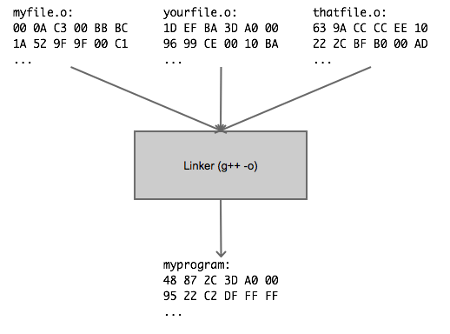 myfile.o:
00 0A C3 00 BB BC
1A 52 9F 9F 00 C1
...
yourfile.o:
1D EF BA 3D A0 00
96 99 CE 00 10 BA
...
thatfile.o:
63 9A CC CC EE 10
22 2C BF B0 00 AD
...
Linker (g++ -o)
myprogram:
48 87 2C 3D A0 00
95 22 C2 DF FF FF
...